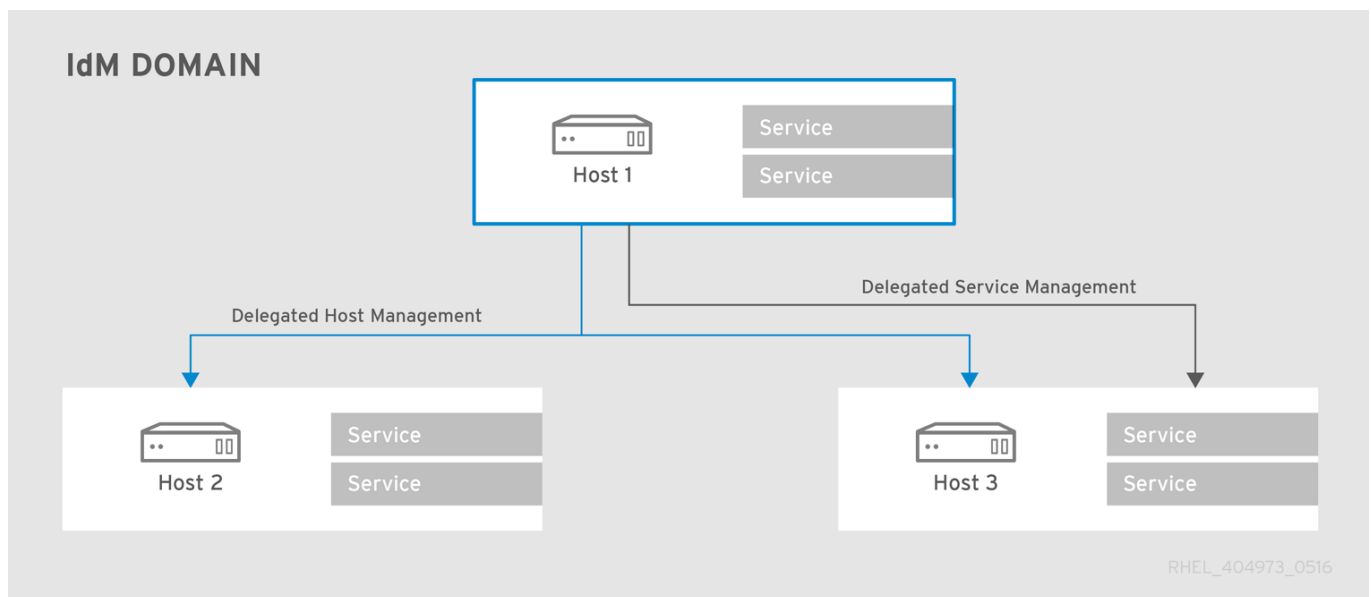 IdM DOMAIN
Host 1
Service
Service
Delegated Service Management
Delegated Host Management
Host 2
Service
Service
Host 3
Service
Service
RHEL_404973_0516